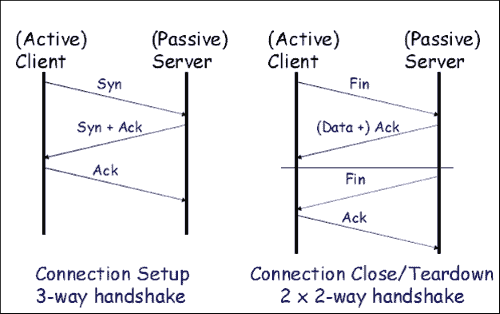 (Active)
Client
(Passive)
Server
Syn
Syn + Ack
Ack
Connection Setup
3-way handshake
(Active)
Client
(Passive)
Server
Fin
(Data +) Ack
Fin
Ack
Connection Close/Teardown
2 x 2-way handshake